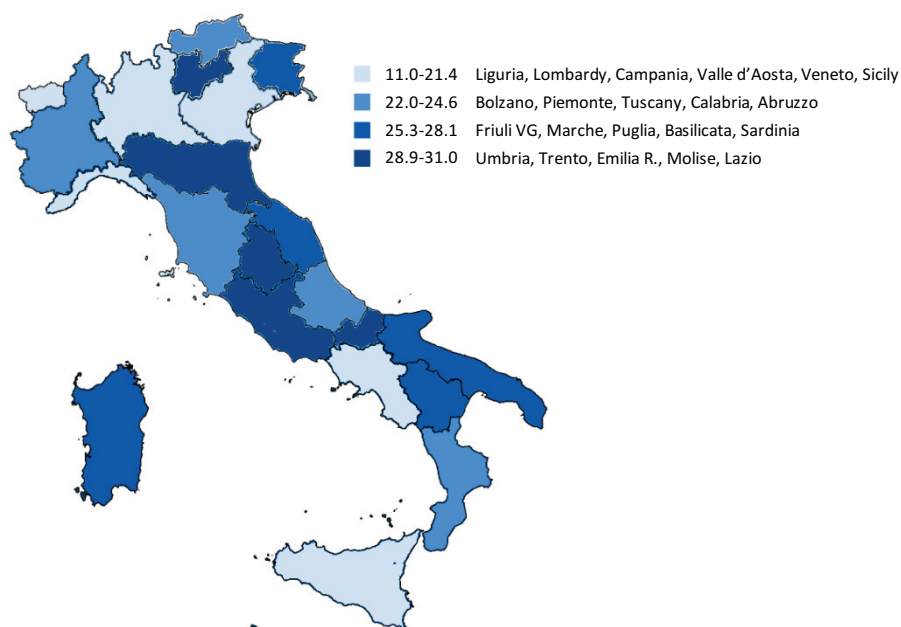 11.0-21.4 Liguria, Lombardy, Campania, Valle d’Aosta, Veneto, Sicily
22.0-24.6 Bolzano, Piemonte, Tuscany, Calabria, Abruzzo
25.3-28.1 Friuli VG, Marche, Puglia, Basilicata, Sardinia
28.9-31.0 Umbria, Trento, Emilia R., Molise, Lazio